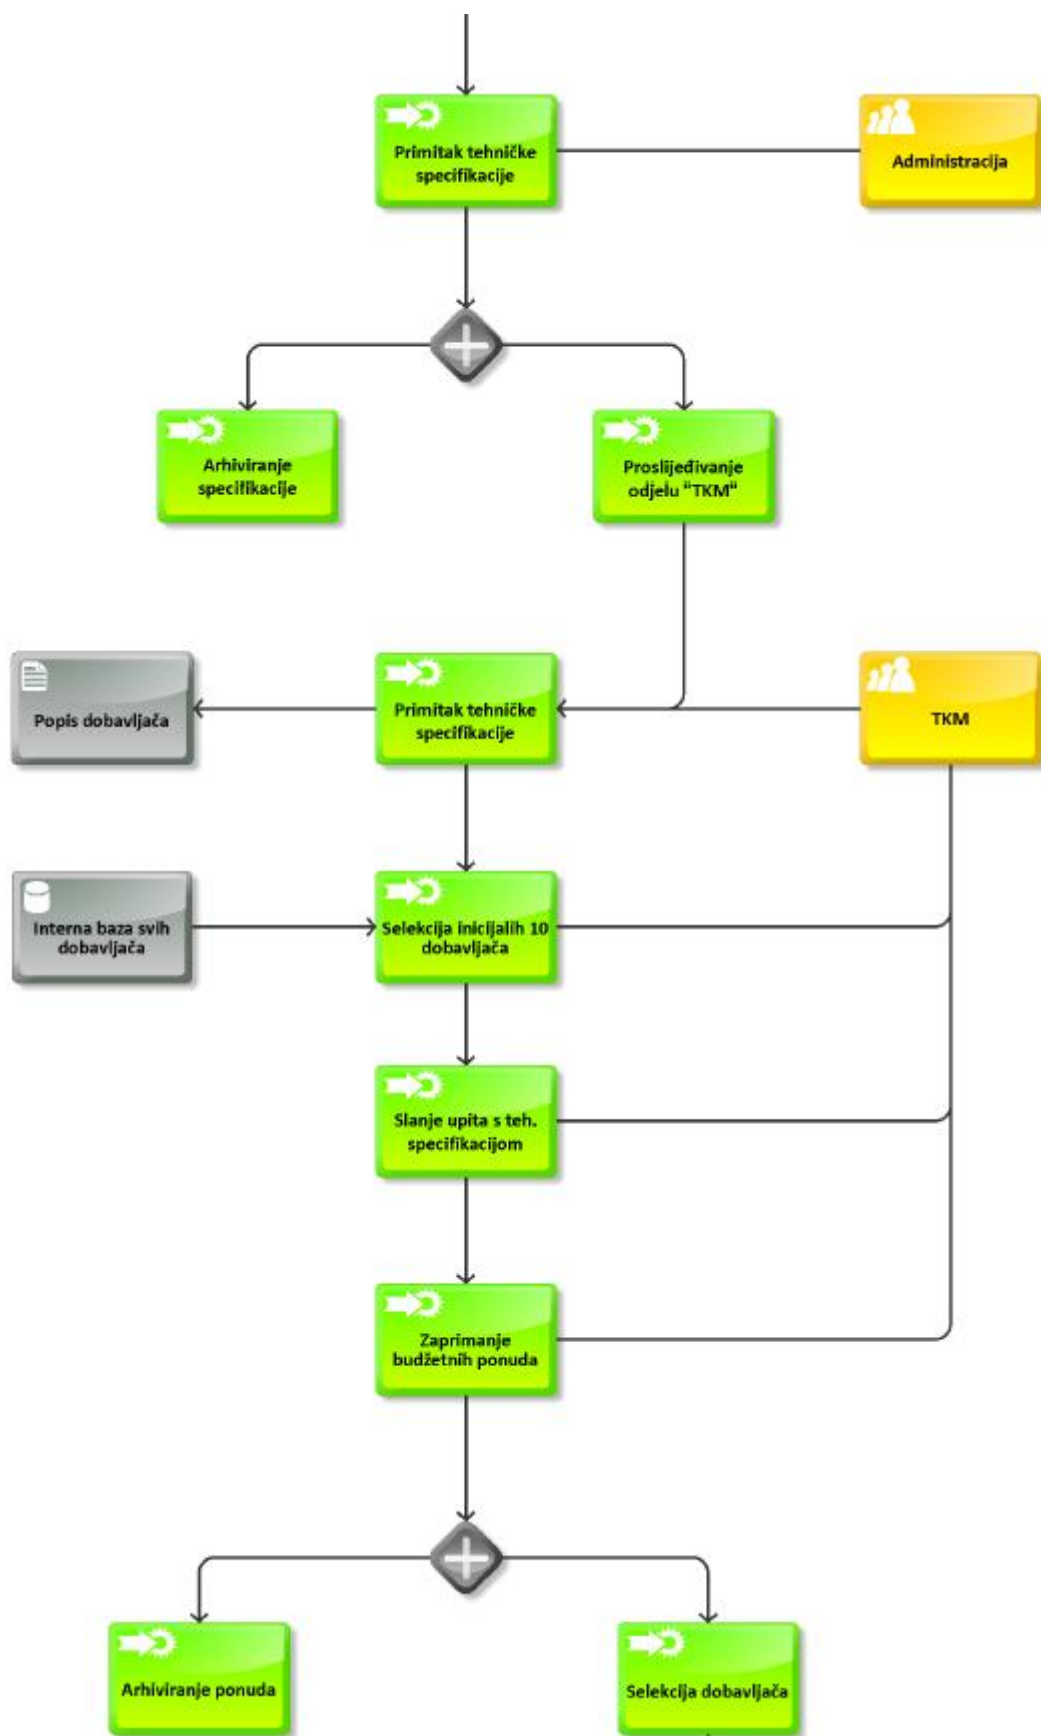 Primitak tehničke
specifikacije
Administracija
Arhiviranje
specifikacije
Proslijeđivanje
odjelu "TKM"
Popis dobavljača
Primitak tehničke
specifikacije
TKM
Interna baza svih
dobavljača
Selekcija inicijalih 10
dobavljača
Slanje upita s teh.
specifikacijom
Zaprimanje
budžetnih ponuda
Arhiviranje ponuda
Selekcija dobavljača